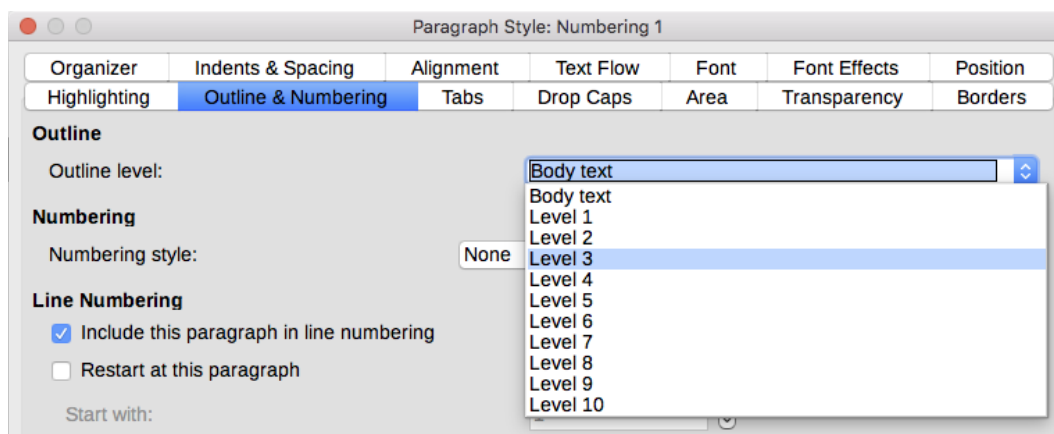 Paragraph Style: Numbering 1
Organizer Indents & Spacing Alignment Text Flow Font Font Effects Position
Highlighting Outline & Numbering Tabs Drop Caps Area Transparency Borders
Outline
Outline level: Body text
Body text
Numbering
Level 1
Level 2
Numbering style: None
Level 3
Level 4
Line Numbering
Level 5
Include this paragraph in line numbering
Level 6
Level 7
Restart at this paragraph
Level 8
Level 9
Start with:
Level 10